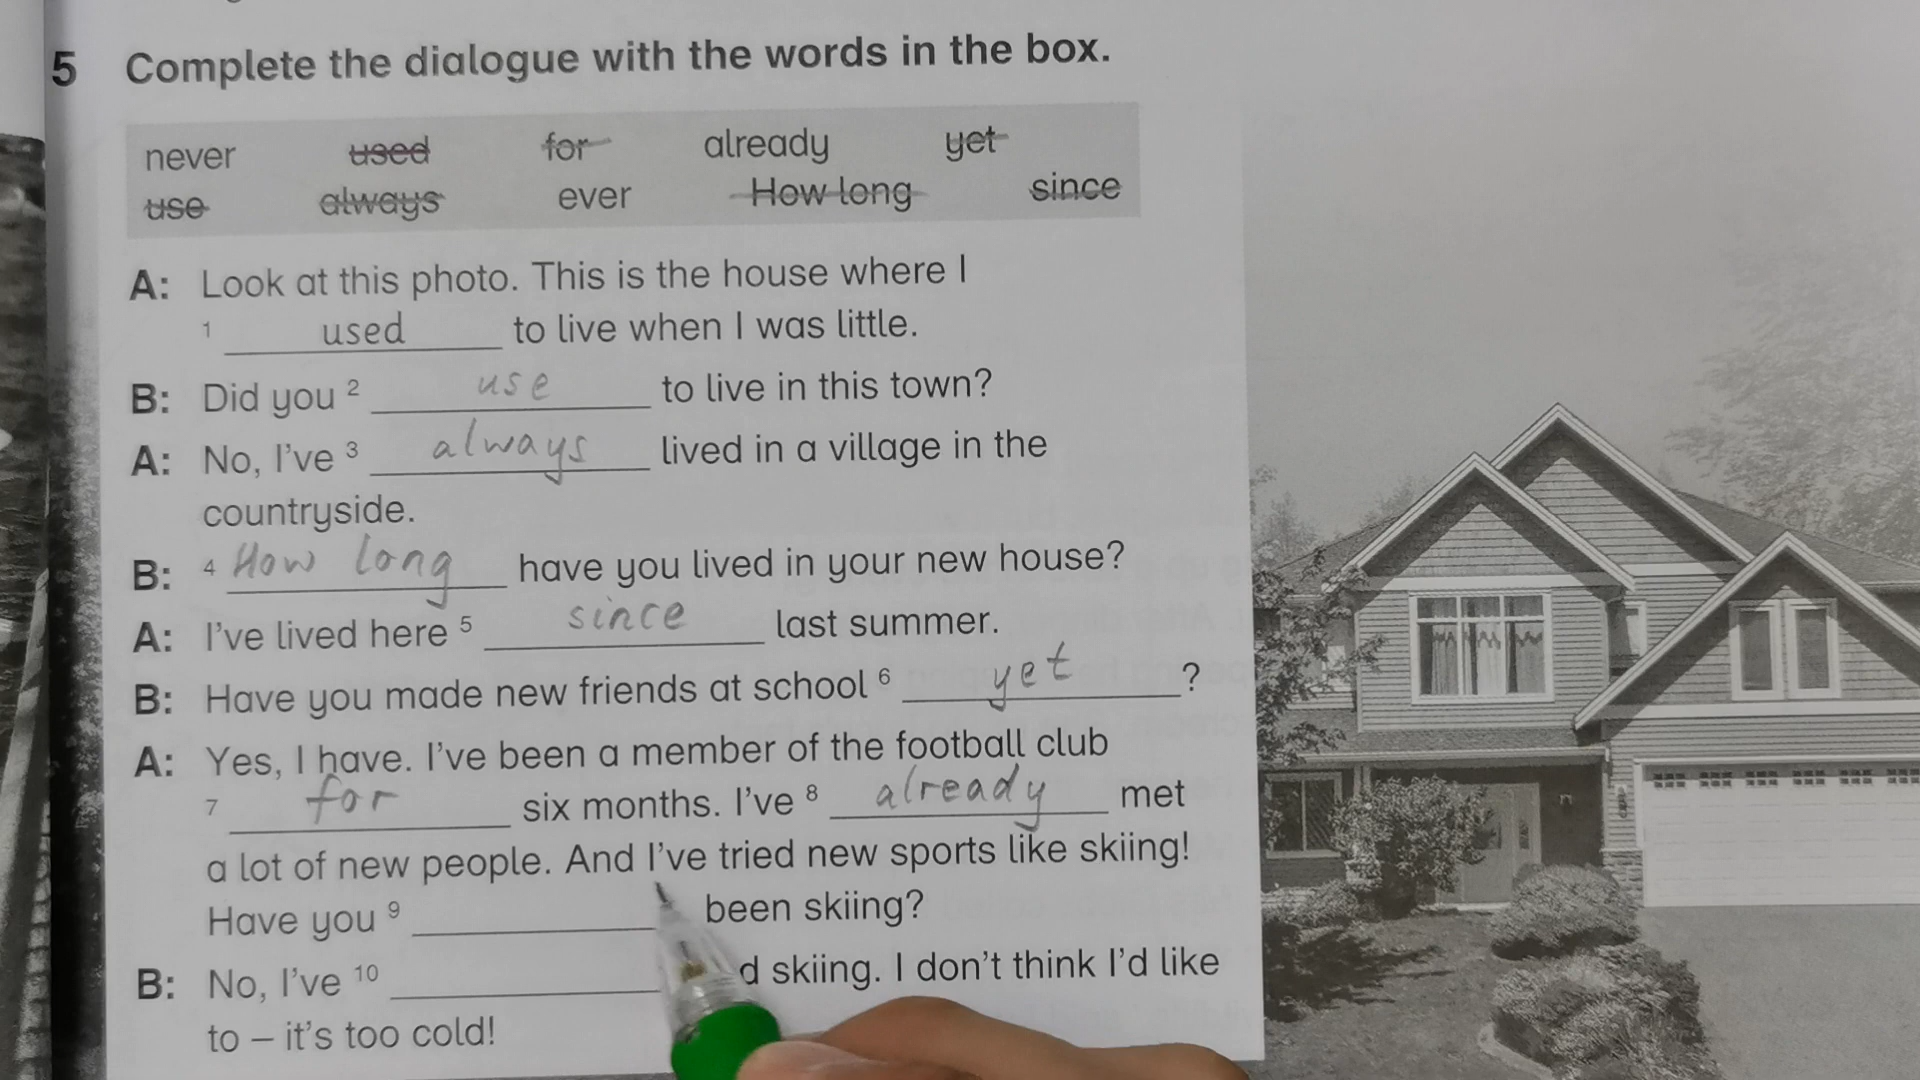 5 Complete the dialogue with the words in the box.
never used for already yet
use always ever How long since
A: Look at this photo. This is the house where I
1 used to live when I was little.
B: Did you 2 use to live in this town?
A: No, I've 3 always lived in a village in the
countryside.
B: 4 How long have you lived in your new house?
A: I've lived here 5 since last summer.
B: Have you made new friends at school 6 yet ?
A: Yes, I have. I've been a member of the football club
7 for six months. I've 8 already met
a lot of new people. And I've tried new sports like skiing!
Have you 9 been skiing?
B: No, I've 10 skiing. I don't think I'd like
to – it's too cold!